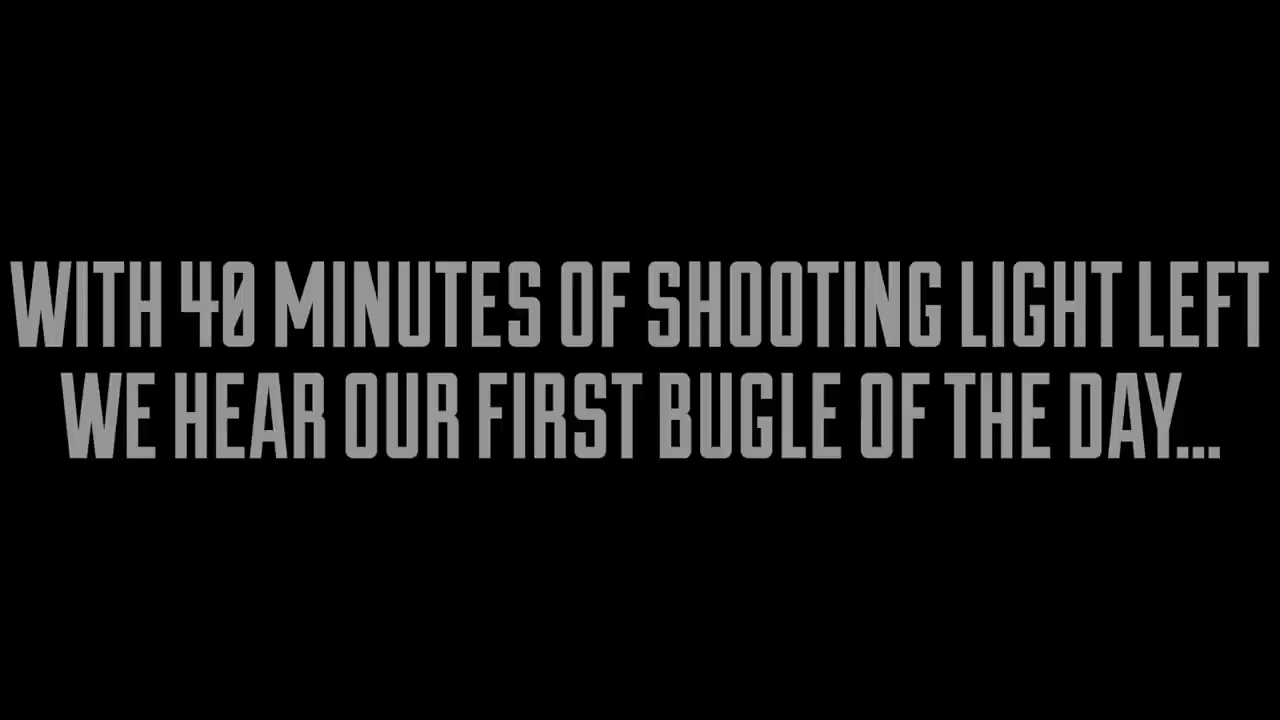 WITH 40 MINUTES OF SHOOTING LIGHT LEFT
WE HEAR OUR FIRST BUGLE OF THE DAY...